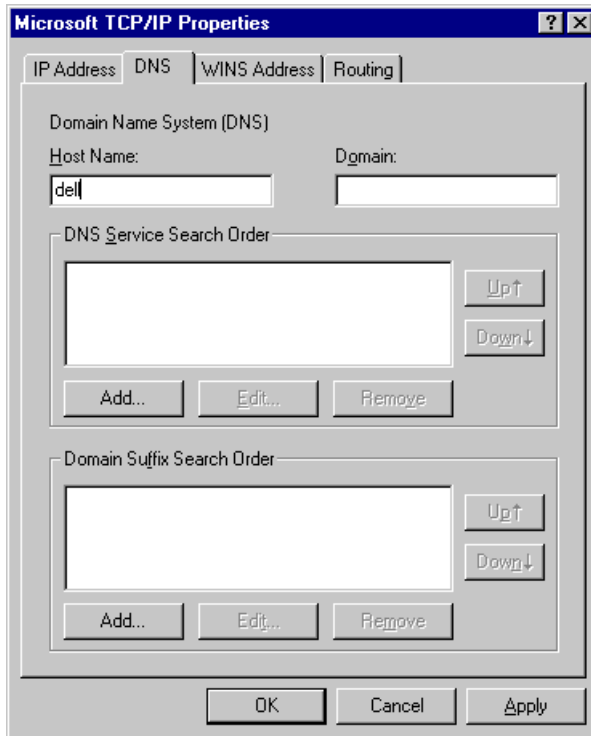 Microsoft TCP/IP Properties ? ×
IP Address DNS WINS Address Routing
Domain Name System (DNS)
Host Name: Domain:
dell
DNS Service Search Order
Up↑
Down↓
Add... Edit... Remove
Domain Suffix Search Order
Up↑
Down↓
Add... Edit... Remove
OK Cancel Apply